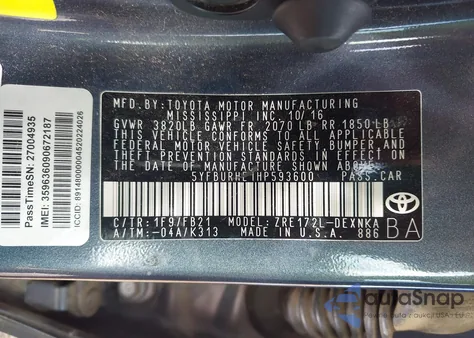 PassTimeSN: 27004935
IMEI: 359636090672187
ICCID: 89148000004520224026
MFD. BY: TOYOTA MOTOR MANUFACTURING
MISSISSIPPI INC. 10/16
GVWR 3820LB GAWR FR 2070 LB RR 1850 LB
THIS VEHICLE CONFORMS TO ALL APPLICABLE
FEDERAL MOTOR VEHICLE SAFETY, BUMPER, AND
THEFT PREVENTION STANDARDS IN EFFECT ON THE
DATE OF MANUFACTURE SHOWN ABOVE.
PASS.CAR
C/TR: 1F9/FB21 MODEL: ZRE172L-DEXNKA
A/TM: -04A/K313 MADE IN U.S.A. 886
TOYOTA
BA
autoSnap